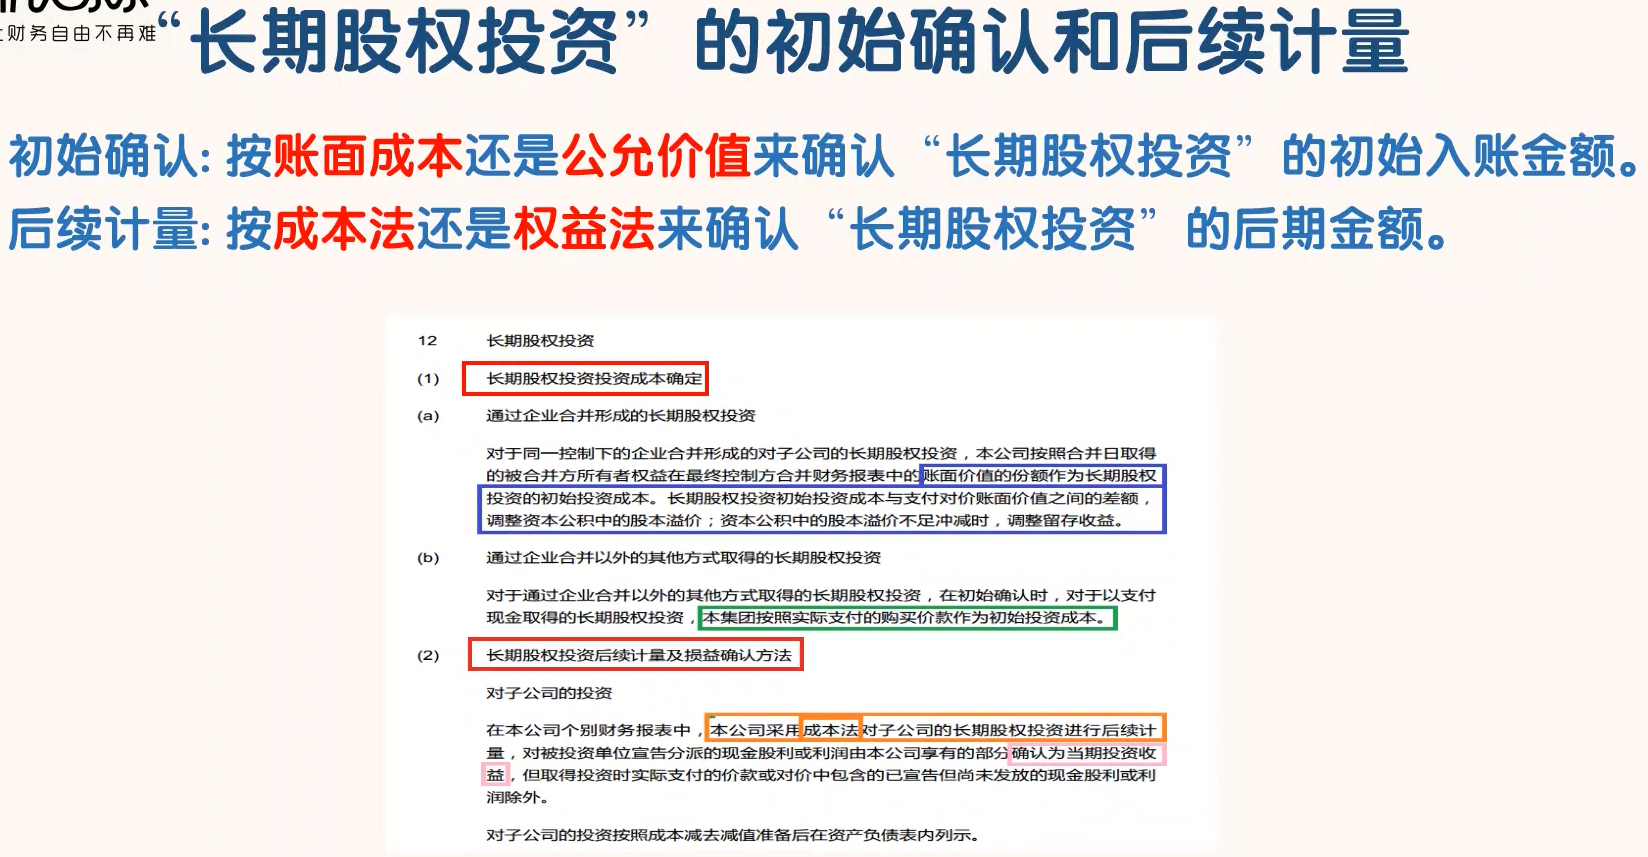 财务自由不再难
“长期股权投资”的初始确认和后续计量
初始确认: 按账面成本还是公允价值来确认“长期股权投资”的初始入账金额。
后续计量: 按成本法还是权益法来确认“长期股权投资”的后期金额。
12 长期股权投资
(1) 长期股权投资投资成本确定
(a) 通过企业合并形成的长期股权投资
对于同一控制下的企业合并形成的对子公司的长期股权投资，本公司按照合并日取得
的被合并方所有者权益在最终控制方合并财务报表中的账面价值的份额作为长期股权
投资的初始投资成本。长期股权投资初始投资成本与支付对价账面价值之间的差额，
调整资本公积中的股本溢价；资本公积中的股本溢价不足冲减时，调整留存收益。
(b) 通过企业合并以外的其他方式取得的长期股权投资
对于通过企业合并以外的其他方式取得的长期股权投资，在初始确认时，对于以支付
现金取得的长期股权投资，本集团按照实际支付的购买价款作为初始投资成本。
(2) 长期股权投资后续计量及损益确认方法
对子公司的投资
在本公司个别财务报表中，本公司采用成本法对子公司的长期股权投资进行后续计
量，对被投资单位宣告分派的现金股利或利润由本公司享有的部分确认为当期投资收
益，但取得投资时实际支付的价款或对价中包含的已宣告但尚未发放的现金股利或利
润除外。
对子公司的投资按照成本减去减值准备后在资产负债表内列示。